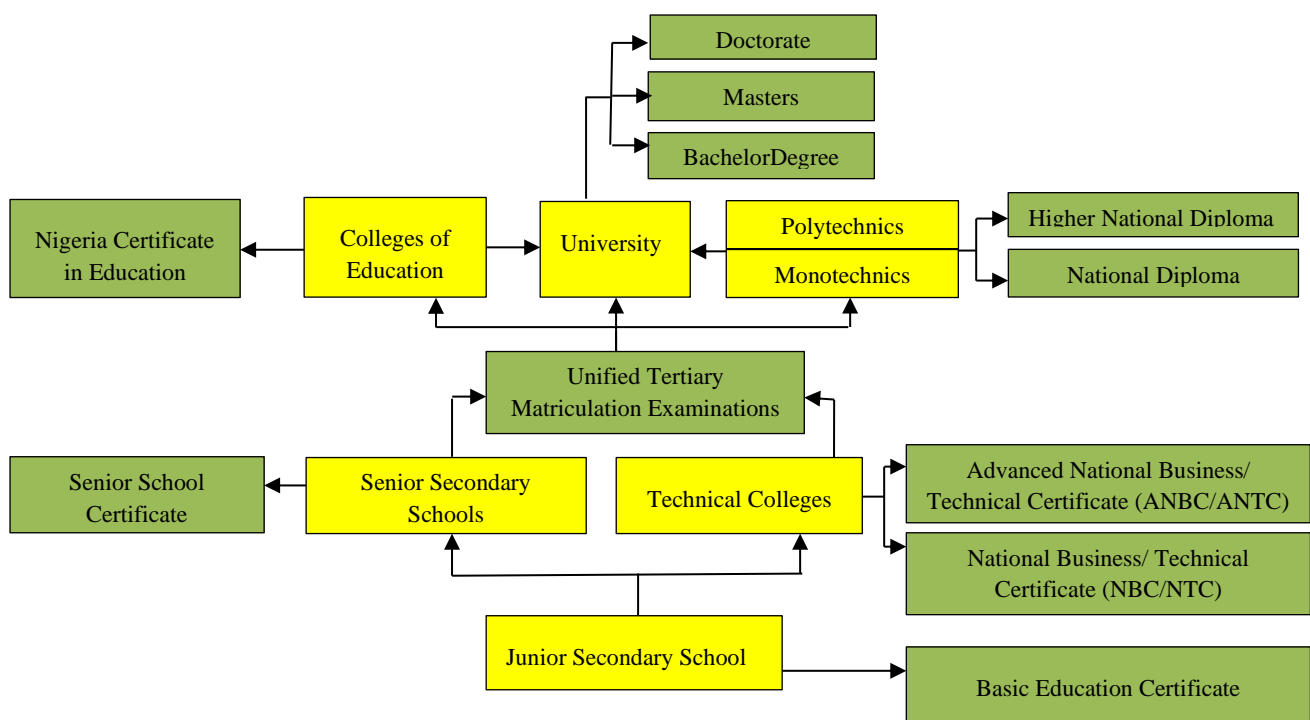 Doctorate
Masters
BachelorDegree
Nigeria Certificate
in Education
Colleges of
Education
University
Polytechnics
Monotechnics
Higher National Diploma
National Diploma
Unified Tertiary
Matriculation Examinations
Senior School
Certificate
Senior Secondary
Schools
Technical Colleges
Advanced National Business/
Technical Certificate (ANBC/ANTC)
National Business/ Technical
Certificate (NBC/NTC)
Junior Secondary School
Basic Education Certificate